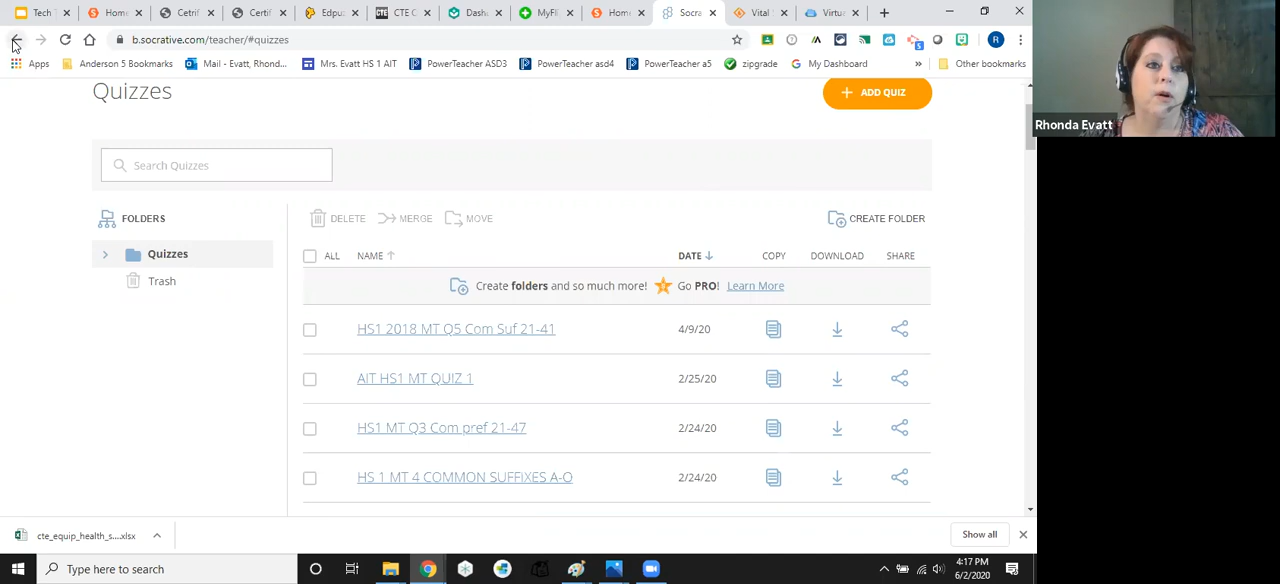 Tech
Home
Cetrif
Certif
Edpuz
CTE C
Dash
MyFl
Home
Socra
Vital
Virtu
b.socrative.com/teacher/#quizzes
Apps
Anderson 5 Bookmarks
Mail - Evatt, Rhond...
Mrs. Evatt HS 1 AIT
PowerTeacher ASD3
PowerTeacher asd4
PowerTeacher a5
zipgrade
My Dashboard
»
Other bookmarks
R
Rhonda Evatt
Quizzes
+ ADD QUIZ
Search Quizzes
FOLDERS
Quizzes
Trash
DELETE
MERGE
MOVE
CREATE FOLDER
ALL
NAME
DATE
COPY
DOWNLOAD
SHARE
Create folders and so much more!
Go PRO! Learn More
HS1 2018 MT Q5 Com Suf 21-41
4/9/20
AIT HS1 MT QUIZ 1
2/25/20
HS1 MT Q3 Com pref 21-47
2/24/20
HS 1 MT 4 COMMON SUFFIXES A-O
2/24/20
cte_equip_health_s....xlsx
Show all
Type here to search
4:17 PM
6/2/2020